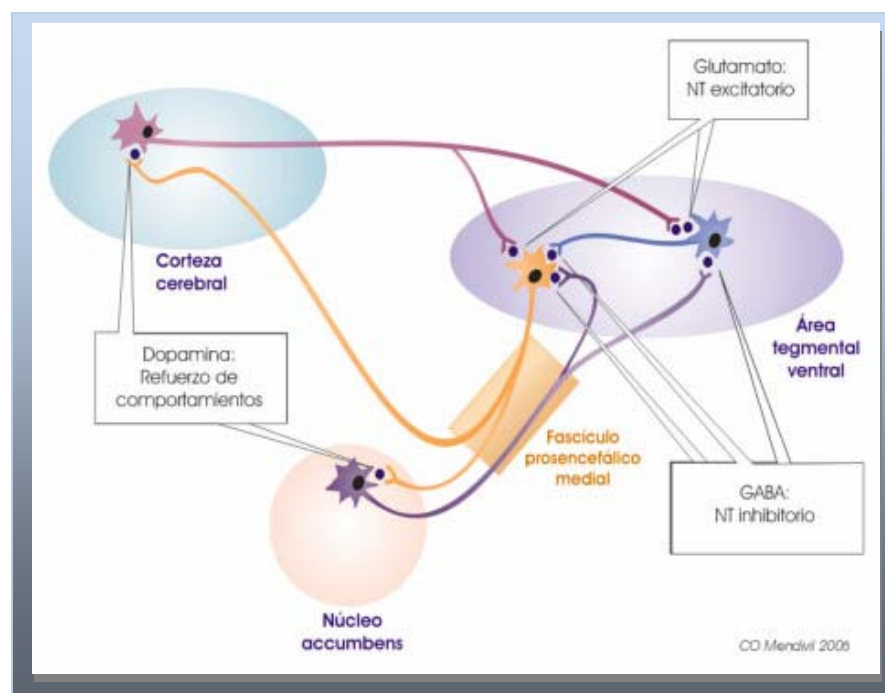 Glutamato:
NT excitatorio
Corteza
cerebral
Área
tegmental
ventral
Dopamina:
Refuerzo de
comportamientos
Fascículo
prosencefálico
medial
GABA:
NT inhibitorio
Núcleo
accumbens
CO Mendivil 2005